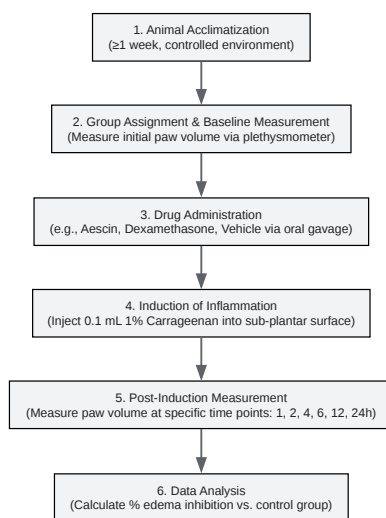 1. Animal Acclimatization
(≥1 week, controlled environment)
2. Group Assignment & Baseline Measurement
(Measure initial paw volume via plethysmometer)
3. Drug Administration
(e.g., Aescin, Dexamethasone, Vehicle via oral gavage)
4. Induction of Inflammation
(Inject 0.1 mL 1% Carrageenan into sub-plantar surface)
5. Post-Induction Measurement
(Measure paw volume at specific time points: 1, 2, 4, 6, 12, 24h)
6. Data Analysis
(Calculate % edema inhibition vs. control group)